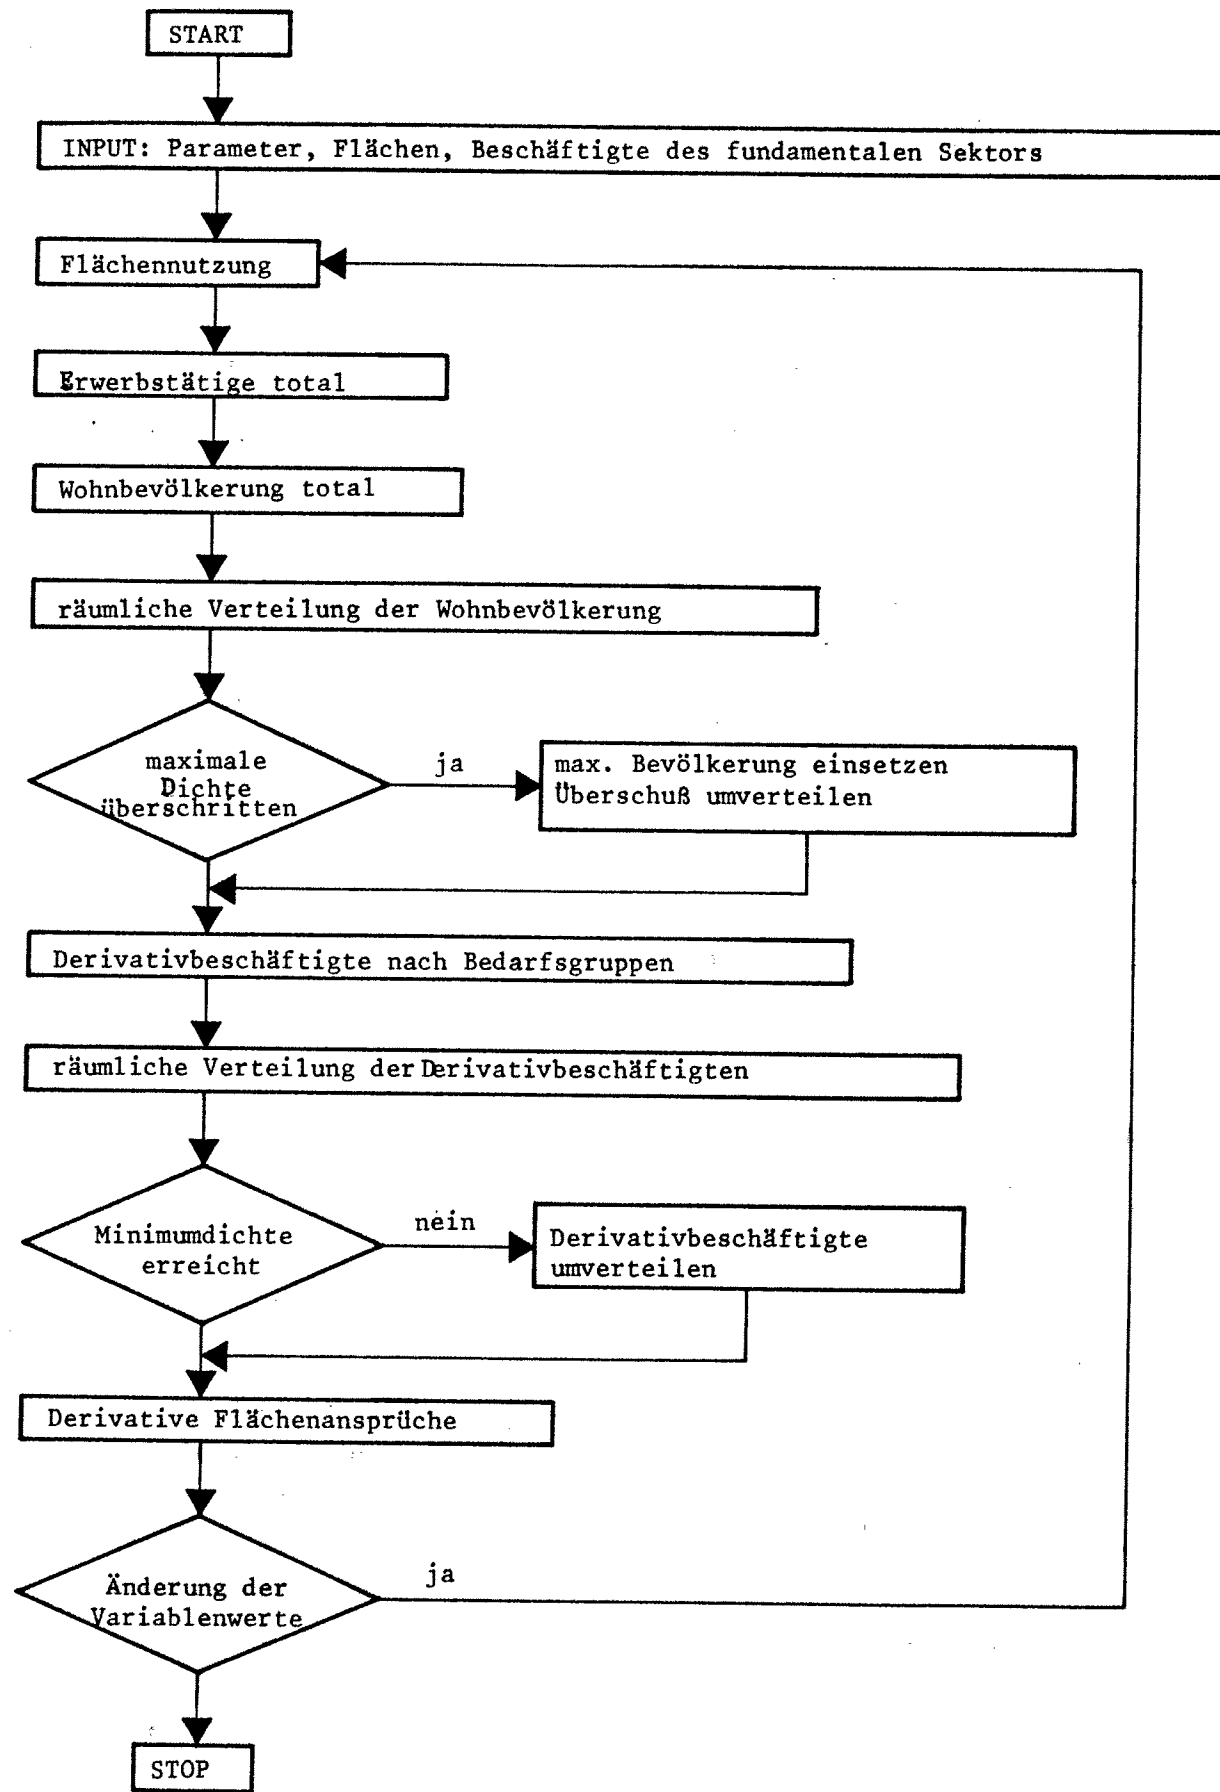 START
INPUT: Parameter, Flächen, Beschäftigte des fundamentalen Sektors
Flächennutzung
Erwerbstätige total
Wohnbevölkerung total
räumliche Verteilung der Wohnbevölkerung
maximale
Dichte
überschritten
ja
max. Bevölkerung einsetzen
Überschuß umverteilen
Derivativbeschäftigte nach Bedarfsgruppen
räumliche Verteilung der Derivativbeschäftigten
Minimumdichte
erreicht
nein
Derivativbeschäftigte
umverteilen
Derivative Flächenansprüche
Änderung der
Variablenwerte
ja
STOP